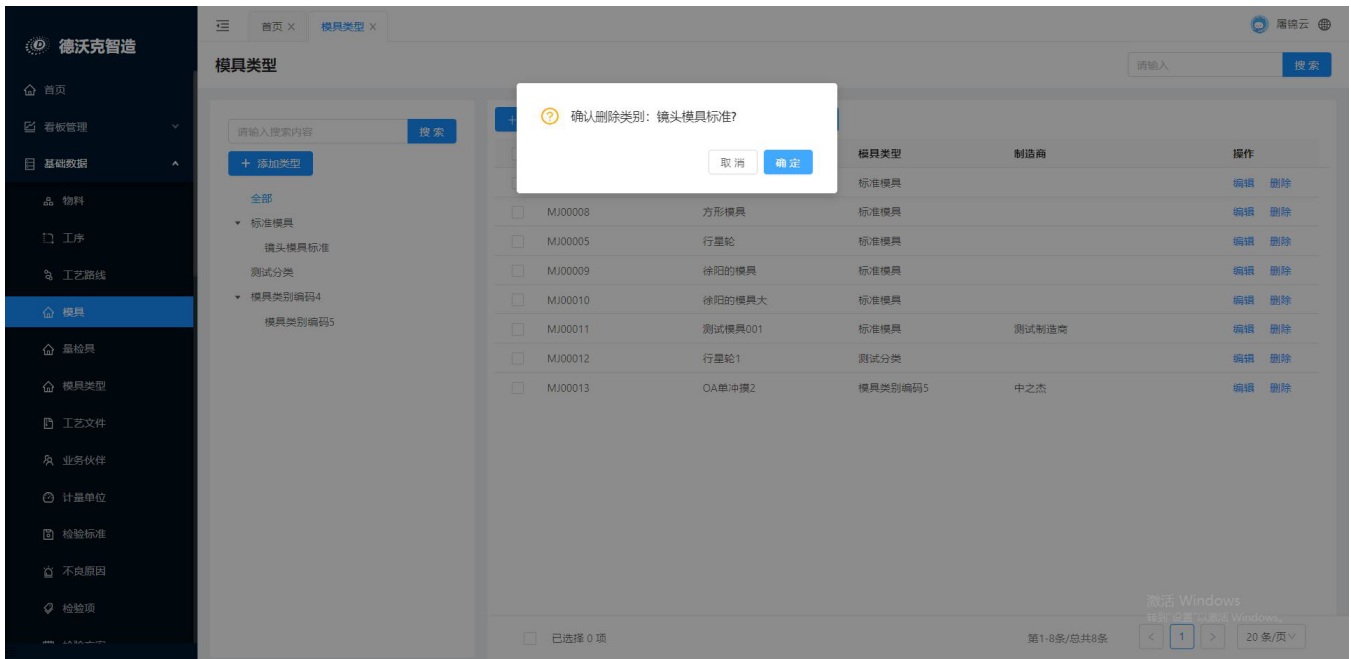 德沃克智造
首页
看板管理
基础数据
物料
工序
工艺路线
模具
量检具
模具类型
工艺文件
业务伙伴
计量单位
检验标准
不良原因
检验项
首页 × 模具类型 ×
屠锦云
模具类型
请输入 搜索
请输入搜索内容 搜索
+ 添加类型
全部
标准模具
镜头模具标准
测试分类
模具类别编码4
模具类别编码5
确认删除类别：镜头模具标准?
取消 确定
模具类型 制造商 操作
标准模具 编辑 删除
MJ00008 方形模具 标准模具 编辑 删除
MJ00005 行星轮 标准模具 编辑 删除
MJ00009 徐阳的模具 标准模具 编辑 删除
MJ00010 徐阳的模具大 标准模具 编辑 删除
MJ00011 测试模具001 标准模具 测试制造商 编辑 删除
MJ00012 行星轮1 测试分类 编辑 删除
MJ00013 OA单冲摸2 模具类别编码5 中之杰 编辑 删除
激活 Windows
转到"设置"以激活 Windows。
已选择 0 项 第1-8条/总共8条 < 1 > 20 条/页